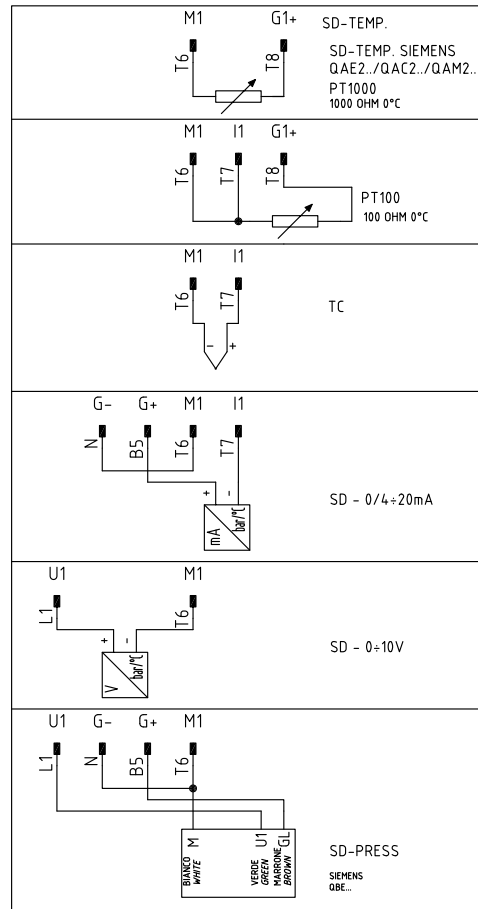 M1 G1+ SD-TEMP.
T6 T8
SD-TEMP. SIEMENS
QAE2../QAC2../QAM2..
PT1000
1000 OHM 0°C
M1 I1 G1+
T6 T7 T8
PT100
100 OHM 0°C
M1 I1
T6 T7
TC
- +
G- G+ M1 I1
N B5 T6 T7
+ -
mA bar/°C
SD - 0/4÷20mA
U1 M1
L1 T6
+ -
V bar/°C
SD - 0÷10V
U1 G- G+ M1
L1 N B5 T6
M U1 GL
BIANCO
WHITE
VERDE
GREEN
MARRONE
BROWN
SD-PRESS
SIEMENS
QBE...